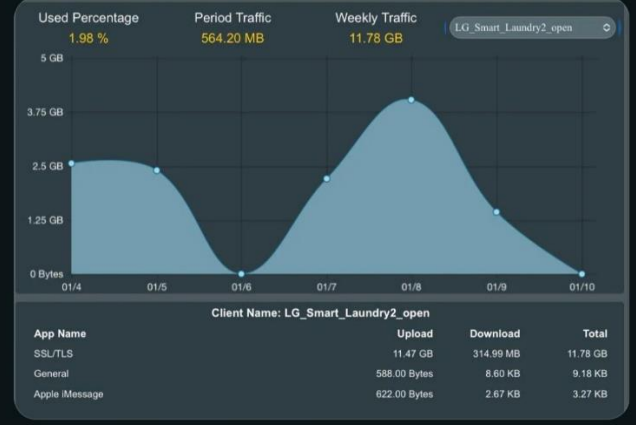 Used Percentage Period Traffic Weekly Traffic
1.98 % 564.20 MB 11.78 GB LG_Smart_Laundry2_open
5 GB
3.75 GB
2.5 GB
1.25 GB
0 Bytes
01/4 01/5 01/6 01/7 01/8 01/9 01/10
Client Name: LG_Smart_Laundry2_open
App Name Upload Download Total
SSL/TLS 11.47 GB 314.99 MB 11.78 GB
General 588.00 Bytes 8.60 KB 9.18 KB
Apple iMessage 622.00 Bytes 2.67 KB 3.27 KB